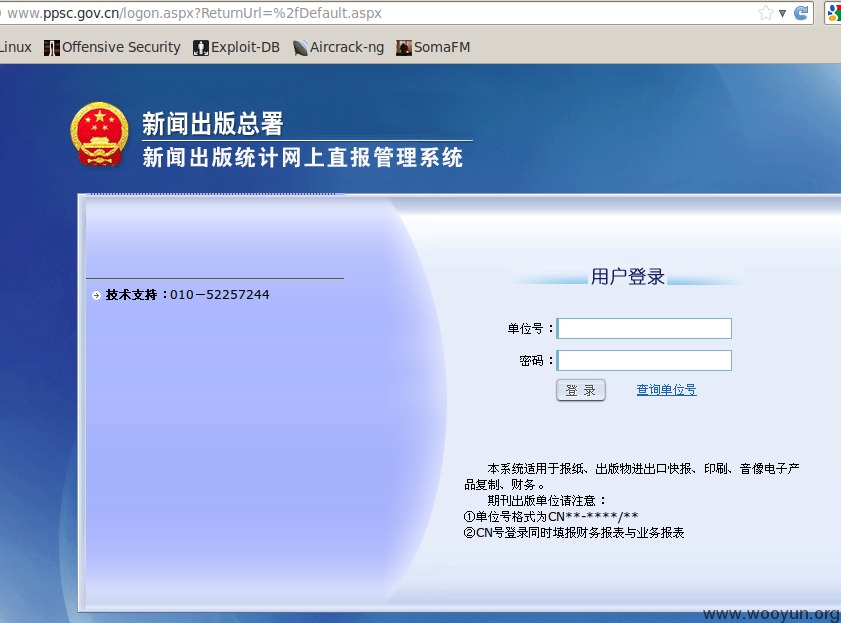 www.ppsc.gov.cn/logon.aspx?ReturnUrl=%2fDefault.aspx
Linux Offensive Security Exploit-DB Aircrack-ng SomaFM
新闻出版总署
新闻出版统计网上直报管理系统
技术支持：010－52257244
用户登录
单位号：
密码：
登 录 查询单位号
本系统适用于报纸、出版物进出口快报、印刷、音像电子产
品复制、财务。
期刊出版单位请注意：
①单位号格式为CN**-****/**
②CN号登录同时填报财务报表与业务报表
www.wooyun.org